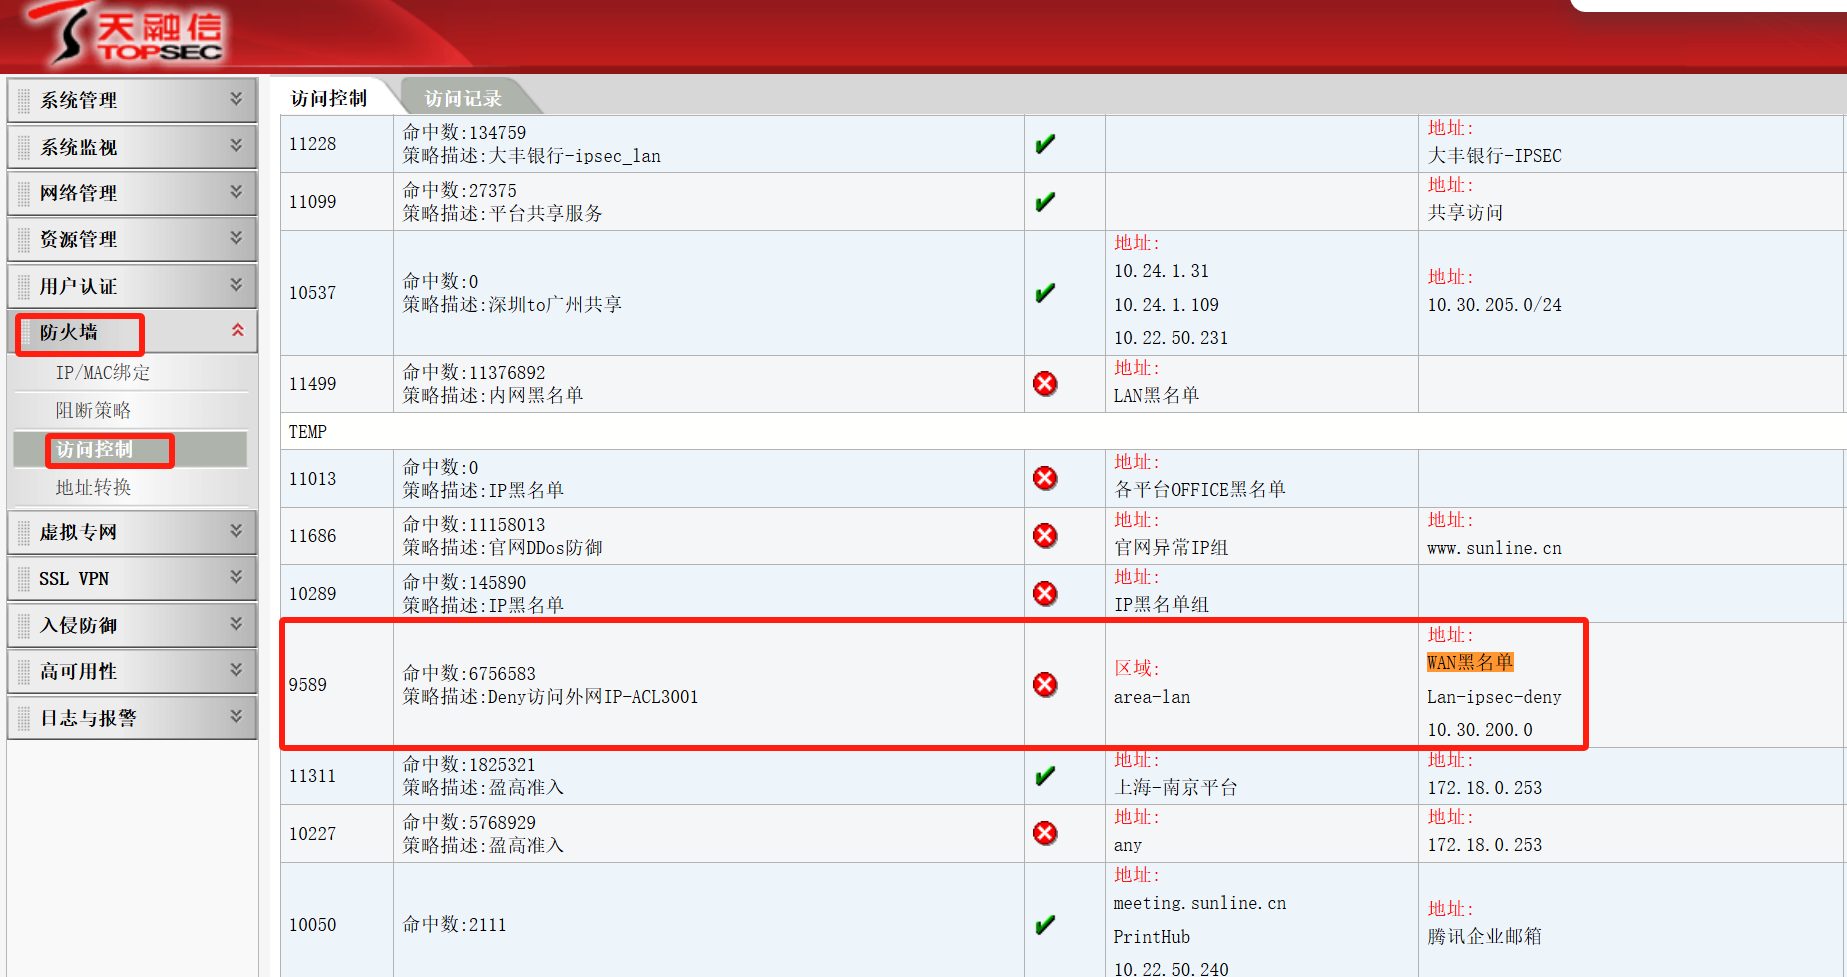 天融信
TOPSEC
系统管理
系统监视
网络管理
资源管理
用户认证
防火墙
IP/MAC绑定
阻断策略
访问控制
地址转换
虚拟专网
SSL VPN
入侵防御
高可用性
日志与报警
访问控制
访问记录
11228
命中数:134759
策略描述:大丰银行-ipsec_lan
地址:
大丰银行-IPSEC
11099
命中数:27375
策略描述:平台共享服务
地址:
共享访问
10537
命中数:0
策略描述:深圳to广州共享
地址:
10.24.1.31
10.24.1.109
10.22.50.231
地址:
10.30.205.0/24
11499
命中数:11376892
策略描述:内网黑名单
地址:
LAN黑名单
TEMP
11013
命中数:0
策略描述:IP黑名单
地址:
各平台OFFICE黑名单
11686
命中数:11158013
策略描述:官网DDos防御
地址:
官网异常IP组
地址:
www.sunline.cn
10289
命中数:145890
策略描述:IP黑名单
地址:
IP黑名单组
9589
命中数:6756583
策略描述:Deny访问外网IP-ACL3001
区域:
area-lan
地址:
WAN黑名单
Lan-ipsec-deny
10.30.200.0
11311
命中数:1825321
策略描述:盈高准入
地址:
上海-南京平台
地址:
172.18.0.253
10227
命中数:5768929
策略描述:盈高准入
地址:
any
地址:
172.18.0.253
10050
命中数:2111
地址:
meeting.sunline.cn
PrintHub
10.22.50.240
地址:
腾讯企业邮箱